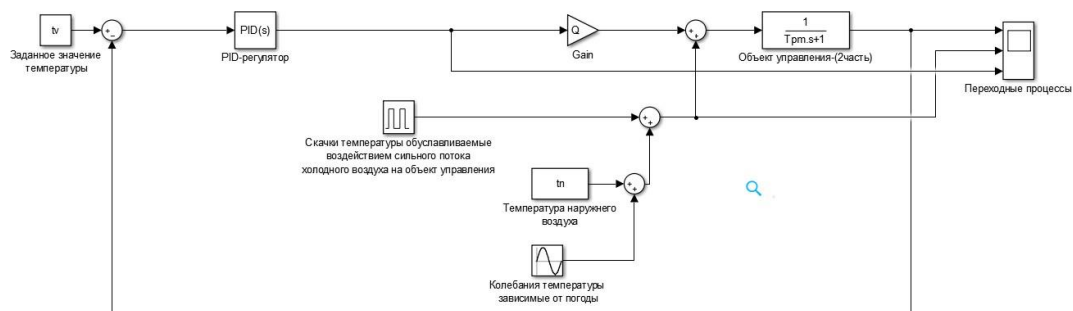 tv
Заданное значение
температуры
PID(s)
PID-регулятор
Q
Gain
1
Tpm.s+1
Объект управления-(2часть)
Переходные процессы
Скачки температуры обуславливаемые
воздействием сильного потока
холодного воздуха на объект управления
tn
Температура наружнего
воздуха
Колебания температуры
зависимые от погоды